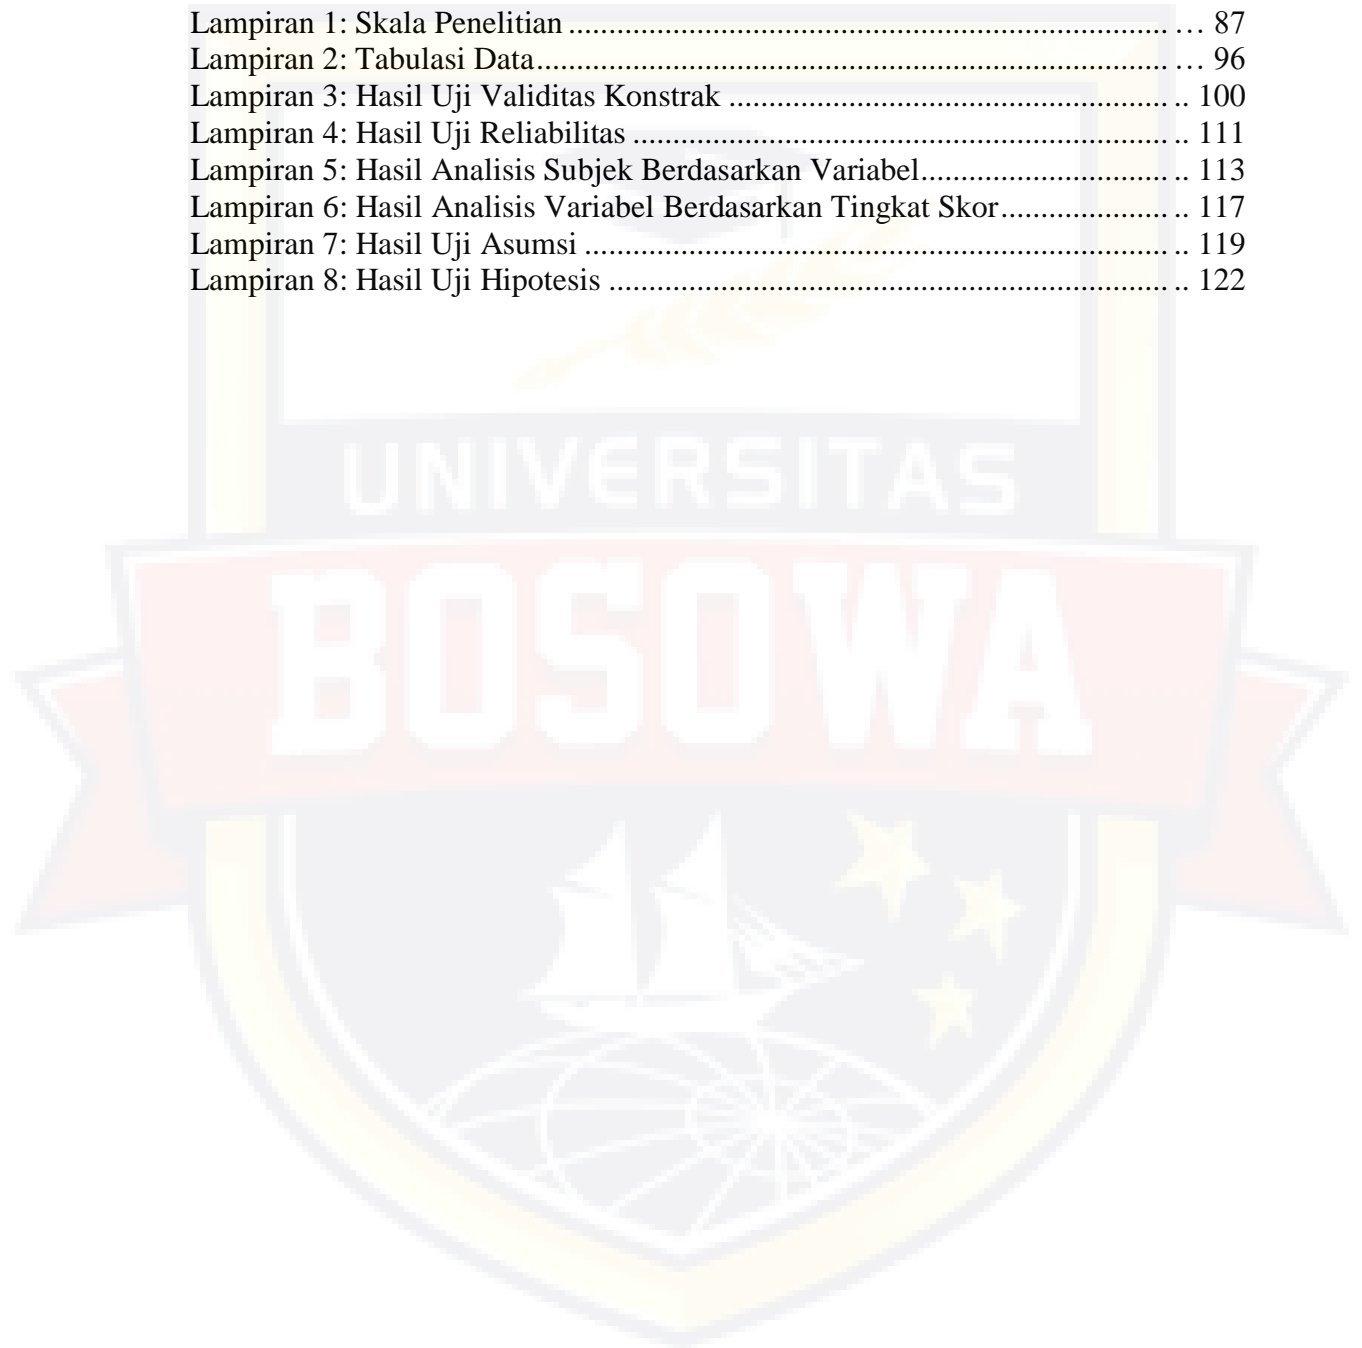 Lampiran 1: Skala Penelitian ........................................................................... … 87
Lampiran 2: Tabulasi Data............................................................................... … 96
Lampiran 3: Hasil Uji Validitas Konstrak ....................................................... .. 100
Lampiran 4: Hasil Uji Reliabilitas ................................................................... .. 111
Lampiran 5: Hasil Analisis Subjek Berdasarkan Variabel............................... .. 113
Lampiran 6: Hasil Analisis Variabel Berdasarkan Tingkat Skor..................... .. 117
Lampiran 7: Hasil Uji Asumsi ......................................................................... .. 119
Lampiran 8: Hasil Uji Hipotesis ...................................................................... .. 122
UNIVERSITAS
BOSOWA